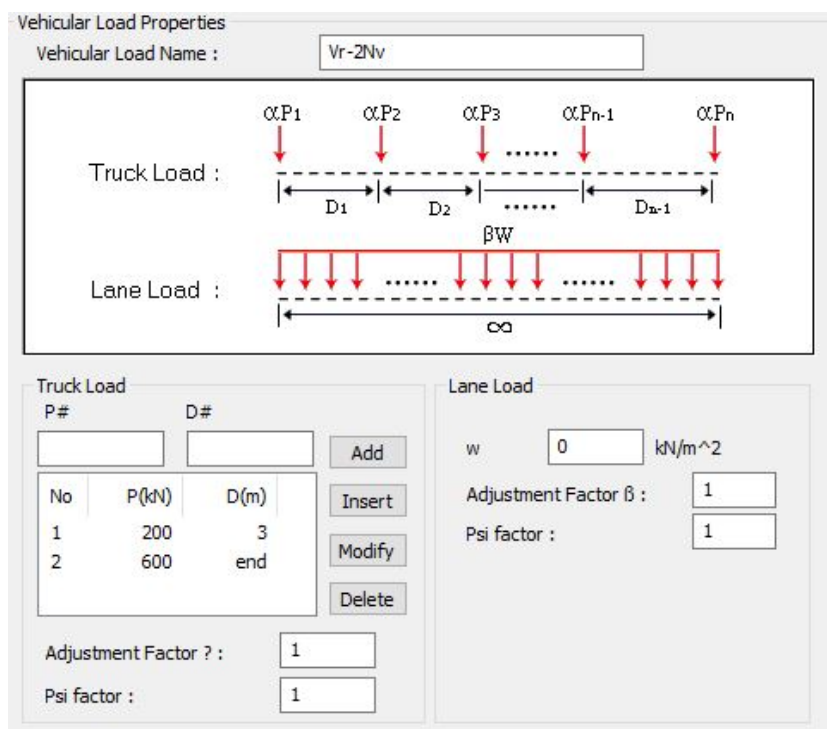 Vehicular Load Properties
Vehicular Load Name : Vr-2Nv
αP1 αP2 αP3 αPn-1 αPn
Truck Load :
D1 D2 Dn-1
βW
Lane Load :
∞
Truck Load
P# D#
Add
No P(kN) D(m)
Insert
1 200 3
2 600 end
Modify
Delete
Adjustment Factor ? : 1
Psi factor : 1
Lane Load
w 0 kN/m^2
Adjustment Factor β : 1
Psi factor : 1